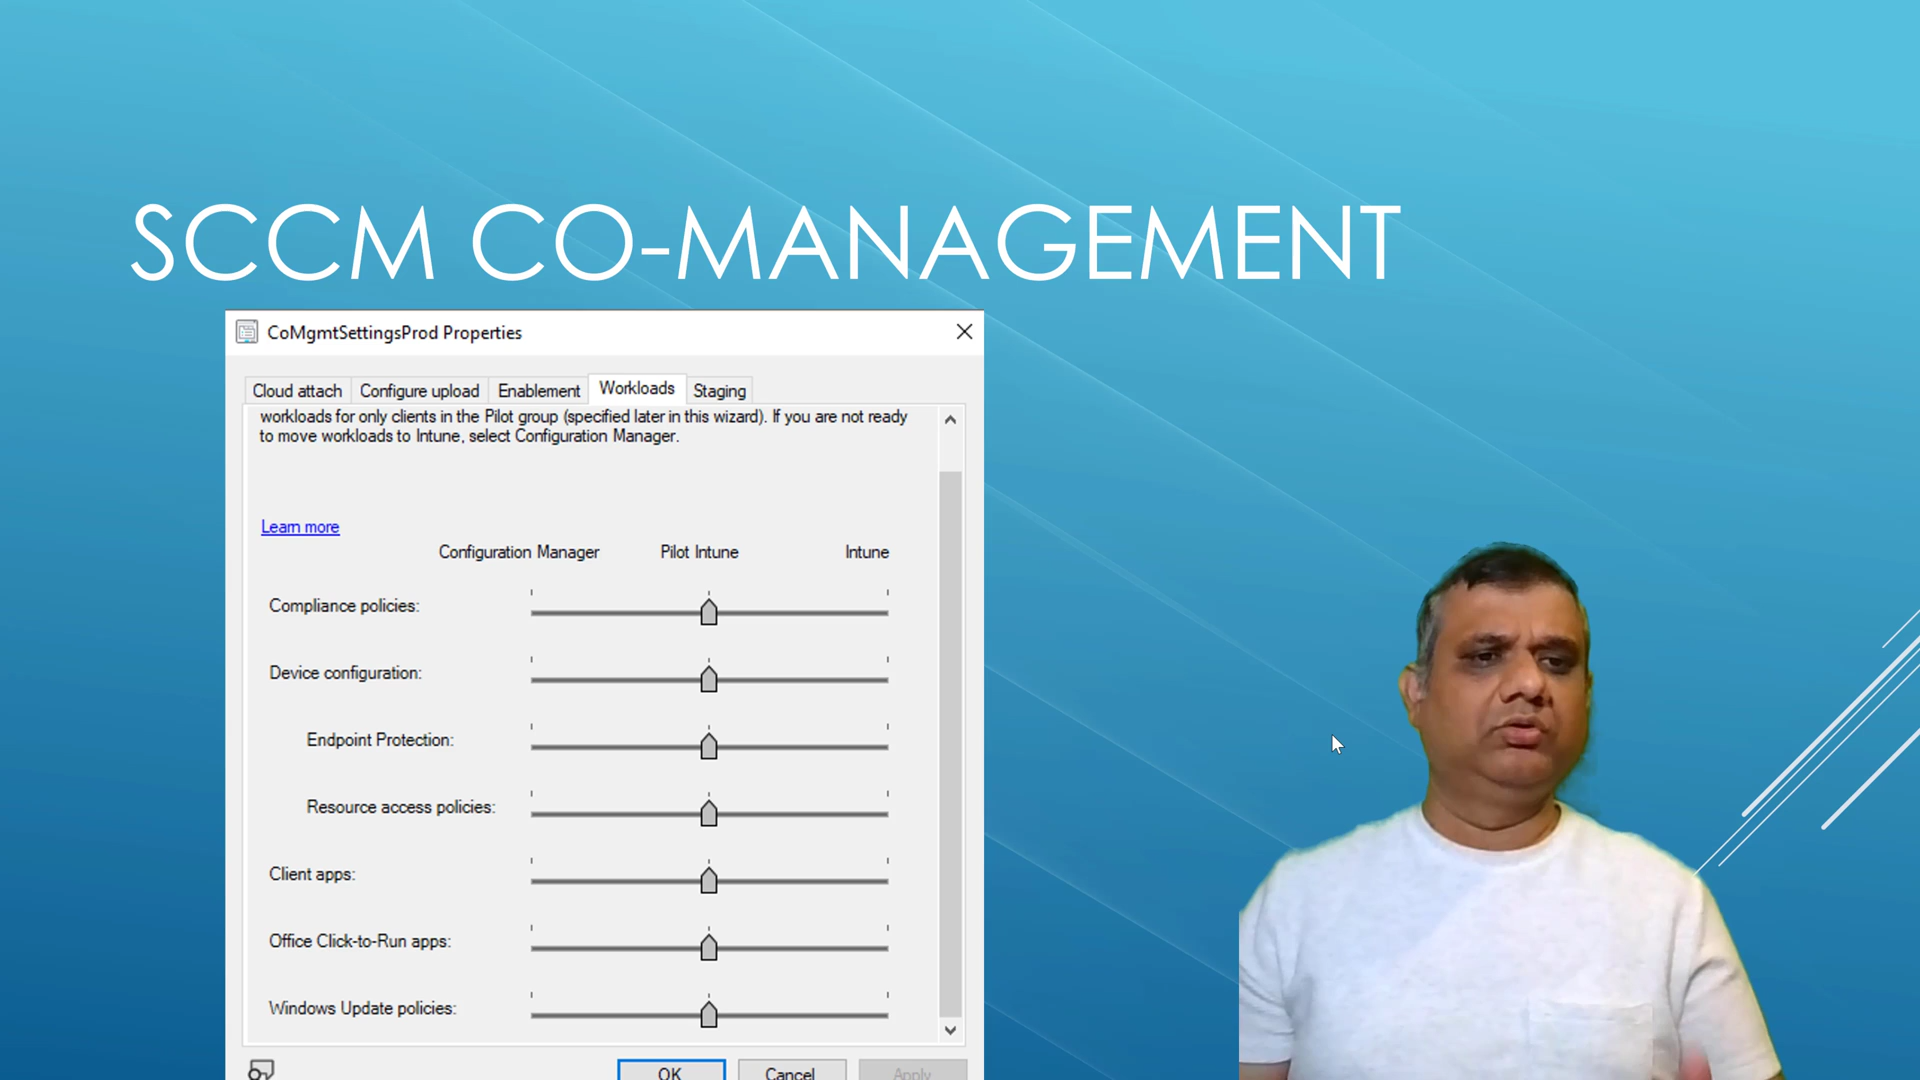 SCCM CO-MANAGEMENT
CoMgmtSettingsProd Properties
Cloud attach Configure upload Enablement Workloads Staging
workloads for only clients in the Pilot group (specified later in this wizard). If you are not ready
to move workloads to Intune, select Configuration Manager.
Learn more
Configuration Manager Pilot Intune Intune
Compliance policies:
Device configuration:
Endpoint Protection:
Resource access policies:
Client apps:
Office Click-to-Run apps:
Windows Update policies:
OK Cancel Apply